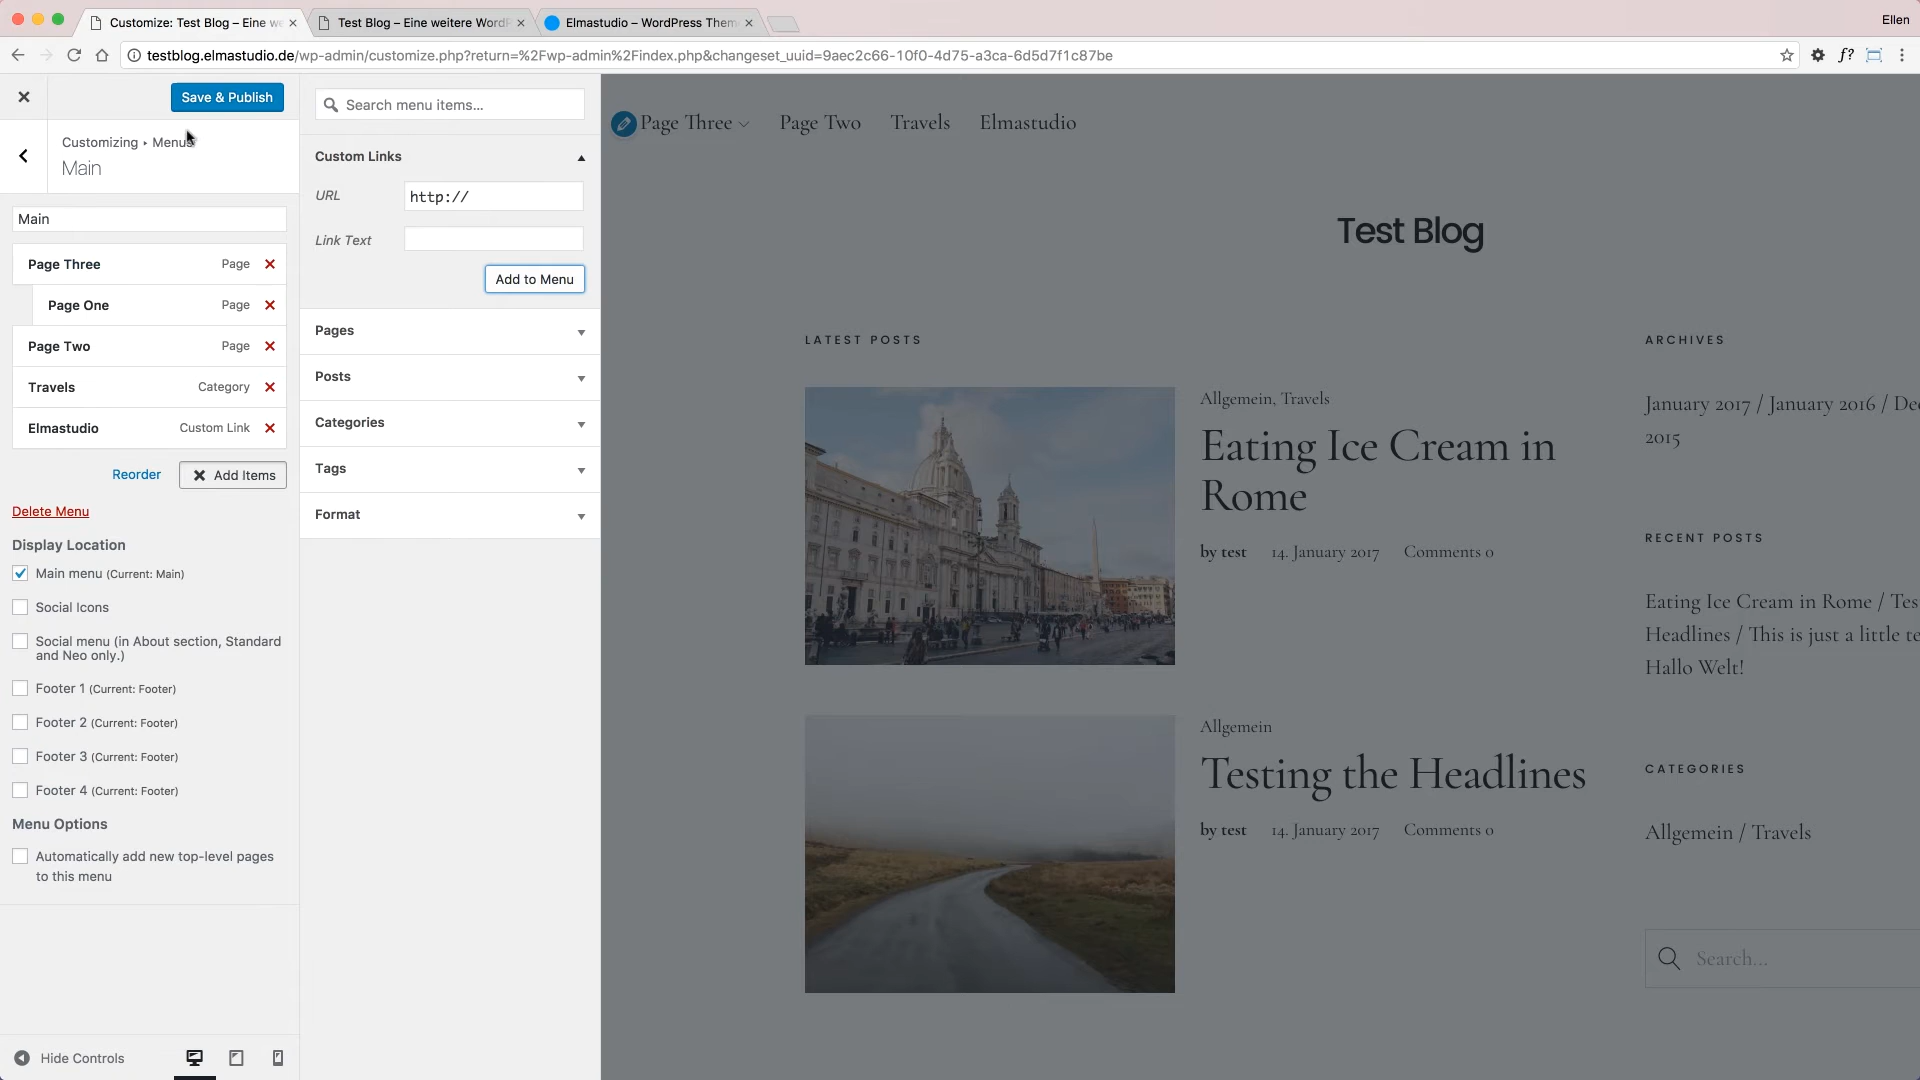 Customize: Test Blog – Eine we
Test Blog – Eine weitere WordP
Elmastudio – WordPress Them
Ellen
testblog.elmastudio.de/wp-admin/customize.php?return=%2Fwp-admin%2Findex.php&changeset_uuid=9aec2c66-10f0-4d75-a3ca-6d5d7f1c87be
f?
Save & Publish
Customizing ▸ Menus
Main
Main
Page Three Page
Page One Page
Page Two Page
Travels Category
Elmastudio Custom Link
Reorder
Add Items
Delete Menu
Display Location
Main menu (Current: Main)
Social Icons
Social menu (in About section, Standard
and Neo only.)
Footer 1 (Current: Footer)
Footer 2 (Current: Footer)
Footer 3 (Current: Footer)
Footer 4 (Current: Footer)
Menu Options
Automatically add new top-level pages
to this menu
Hide Controls
Search menu items...
Custom Links
URL http://
Link Text
Add to Menu
Pages
Posts
Categories
Tags
Format
Page Three Page Two Travels Elmastudio
Test Blog
LATEST POSTS
Allgemein, Travels
Eating Ice Cream in
Rome
by test 14. January 2017 Comments 0
Allgemein
Testing the Headlines
by test 14. January 2017 Comments 0
ARCHIVES
January 2017 / January 2016 / Dec
2015
RECENT POSTS
Eating Ice Cream in Rome / Tes
Headlines / This is just a little te
Hallo Welt!
CATEGORIES
Allgemein / Travels
Search...